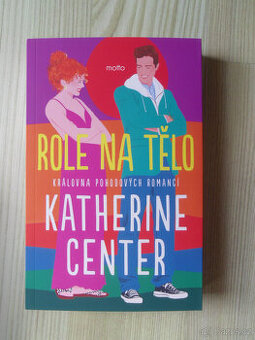 motto
ROLE NA TĚLO
KRÁLOVNA POHODOVÝCH ROMANCÍ
KATHERINE
CENTER